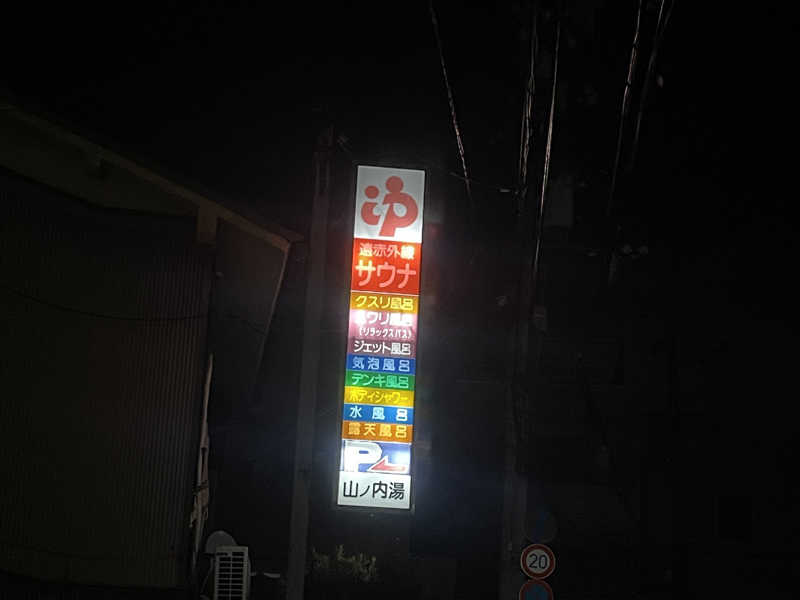 ゆ
遠赤外線
サウナ
クスリ風呂
(リラックスバス)
ジェット風呂
気泡風呂
デンキ風呂
ボディシャワー
水風呂
露天風呂
P
山ノ内湯
20